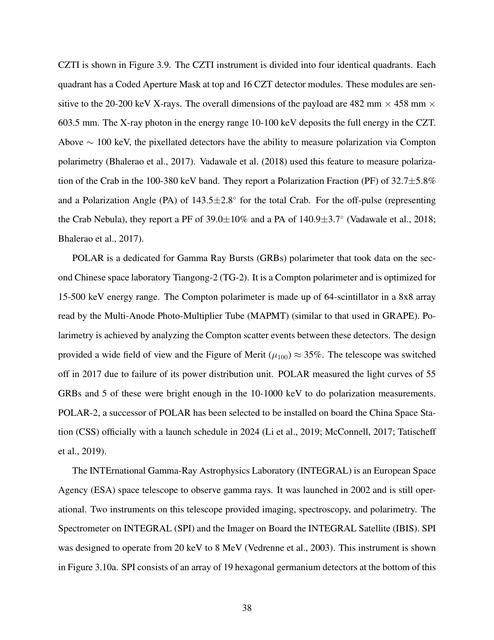 CZTI is shown in Figure 3.9. The CZTI instrument is divided into four identical quadrants. Each
quadrant has a Coded Aperture Mask at top and 16 CZT detector modules. These modules are sen-
sitive to the 20-200 keV X-rays. The overall dimensions of the payload are 482 mm × 458 mm ×
603.5 mm. The X-ray photon in the energy range 10-100 keV deposits the full energy in the CZT.
Above ∼ 100 keV, the pixellated detectors have the ability to measure polarization via Compton
polarimetry (Bhalerao et al., 2017). Vadawale et al. (2018) used this feature to measure polariza-
tion of the Crab in the 100-380 keV band. They report a Polarization Fraction (PF) of 32.7±5.8%
and a Polarization Angle (PA) of 143.5±2.8° for the total Crab. For the off-pulse (representing
the Crab Nebula), they report a PF of 39.0±10% and a PA of 140.9±3.7° (Vadawale et al., 2018;
Bhalerao et al., 2017).
POLAR is a dedicated for Gamma Ray Bursts (GRBs) polarimeter that took data on the sec-
ond Chinese space laboratory Tiangong-2 (TG-2). It is a Compton polarimeter and is optimized for
15-500 keV energy range. The Compton polarimeter is made up of 64-scintillator in a 8x8 array
read by the Multi-Anode Photo-Multiplier Tube (MAPMT) (similar to that used in GRAPE). Po-
larimetry is achieved by analyzing the Compton scatter events between these detectors. The design
provided a wide field of view and the Figure of Merit (μ₁₀₀) ≈ 35%. The telescope was switched
off in 2017 due to failure of its power distribution unit. POLAR measured the light curves of 55
GRBs and 5 of these were bright enough in the 10-1000 keV to do polarization measurements.
POLAR-2, a successor of POLAR has been selected to be installed on board the China Space Sta-
tion (CSS) officially with a launch schedule in 2024 (Li et al., 2019; McConnell, 2017; Tatischeff
et al., 2019).
The INTErnational Gamma-Ray Astrophysics Laboratory (INTEGRAL) is an European Space
Agency (ESA) space telescope to observe gamma rays. It was launched in 2002 and is still oper-
ational. Two instruments on this telescope provided imaging, spectroscopy, and polarimetry. The
Spectrometer on INTEGRAL (SPI) and the Imager on Board the INTEGRAL Satellite (IBIS). SPI
was designed to operate from 20 keV to 8 MeV (Vedrenne et al., 2003). This instrument is shown
in Figure 3.10a. SPI consists of an array of 19 hexagonal germanium detectors at the bottom of this
38